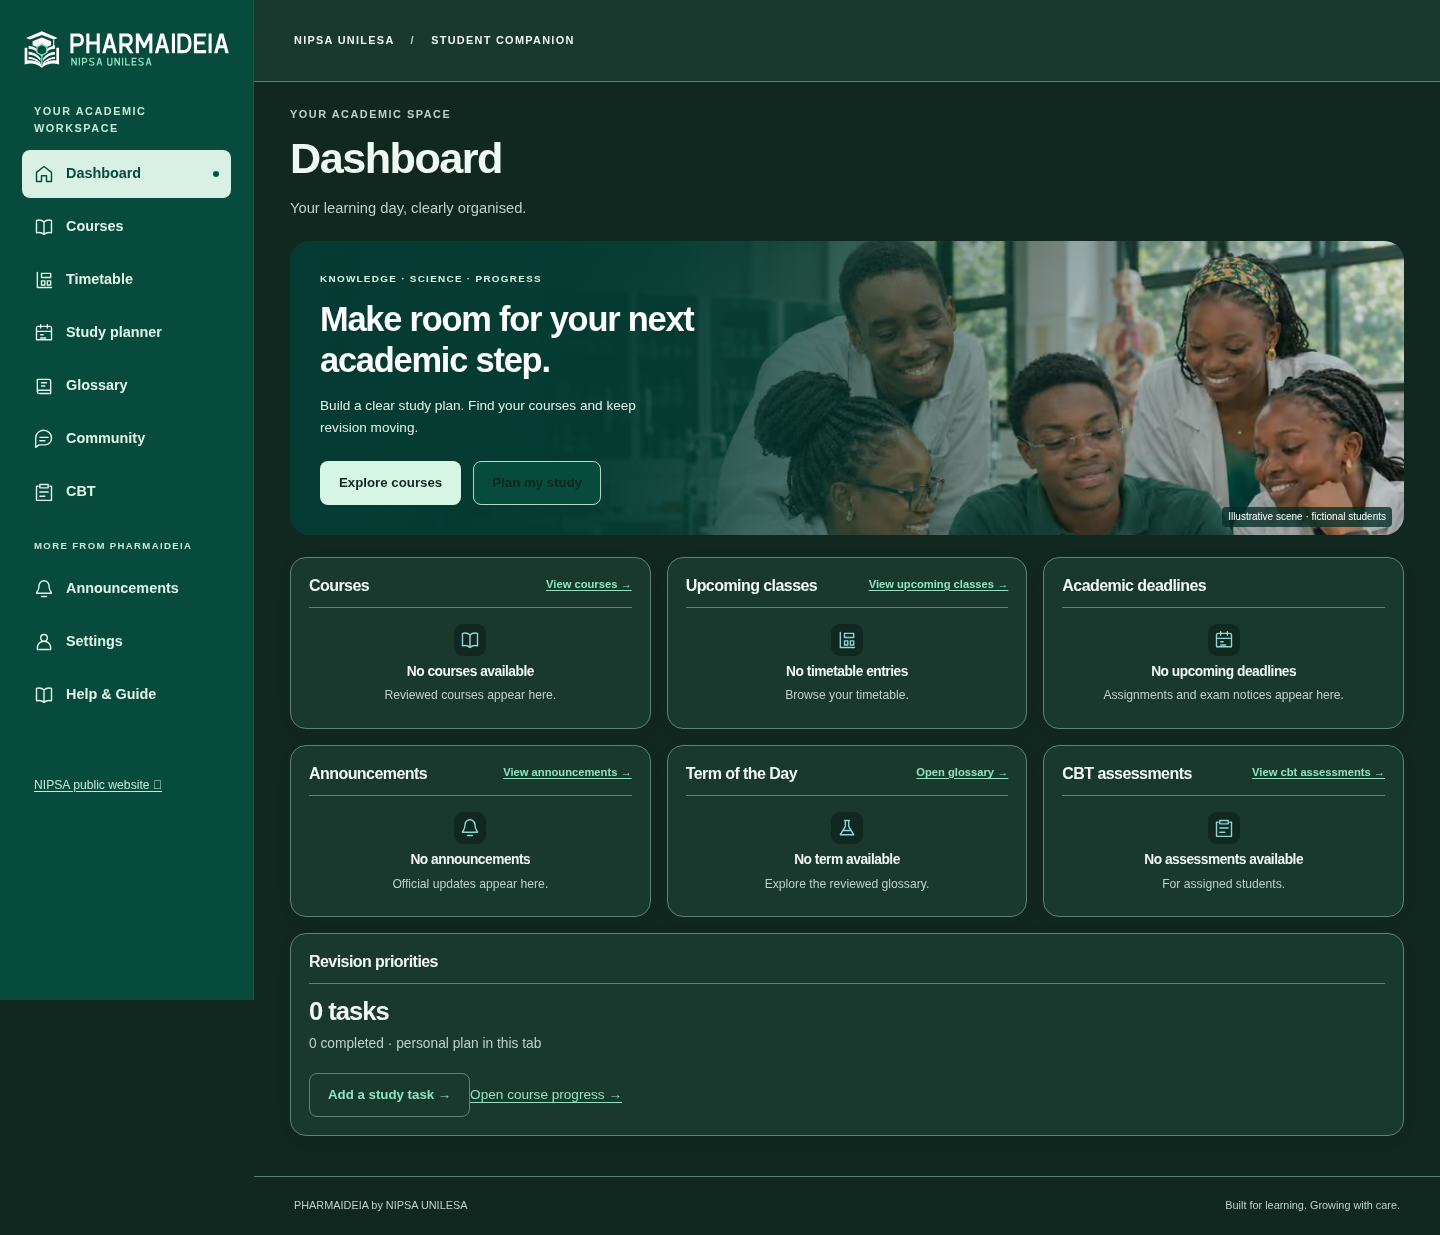 PHARMAIDEIA
NIPSA UNILESA
YOUR ACADEMIC
WORKSPACE
Dashboard
Courses
Timetable
Study planner
Glossary
Community
CBT
MORE FROM PHARMAIDEIA
Announcements
Settings
Help & Guide
NIPSA public website
NIPSA UNILESA / STUDENT COMPANION
YOUR ACADEMIC SPACE
Dashboard
Your learning day, clearly organised.
KNOWLEDGE · SCIENCE · PROGRESS
Make room for your next
academic step.
Build a clear study plan. Find your courses and keep
revision moving.
Explore courses
Plan my study
Illustrative scene · fictional students
Courses
View courses →
No courses available
Reviewed courses appear here.
Upcoming classes
View upcoming classes →
No timetable entries
Browse your timetable.
Academic deadlines
No upcoming deadlines
Assignments and exam notices appear here.
Announcements
View announcements →
No announcements
Official updates appear here.
Term of the Day
Open glossary →
No term available
Explore the reviewed glossary.
CBT assessments
View cbt assessments →
No assessments available
For assigned students.
Revision priorities
0 tasks
0 completed · personal plan in this tab
Add a study task →
Open course progress →
PHARMAIDEIA by NIPSA UNILESA
Built for learning. Growing with care.